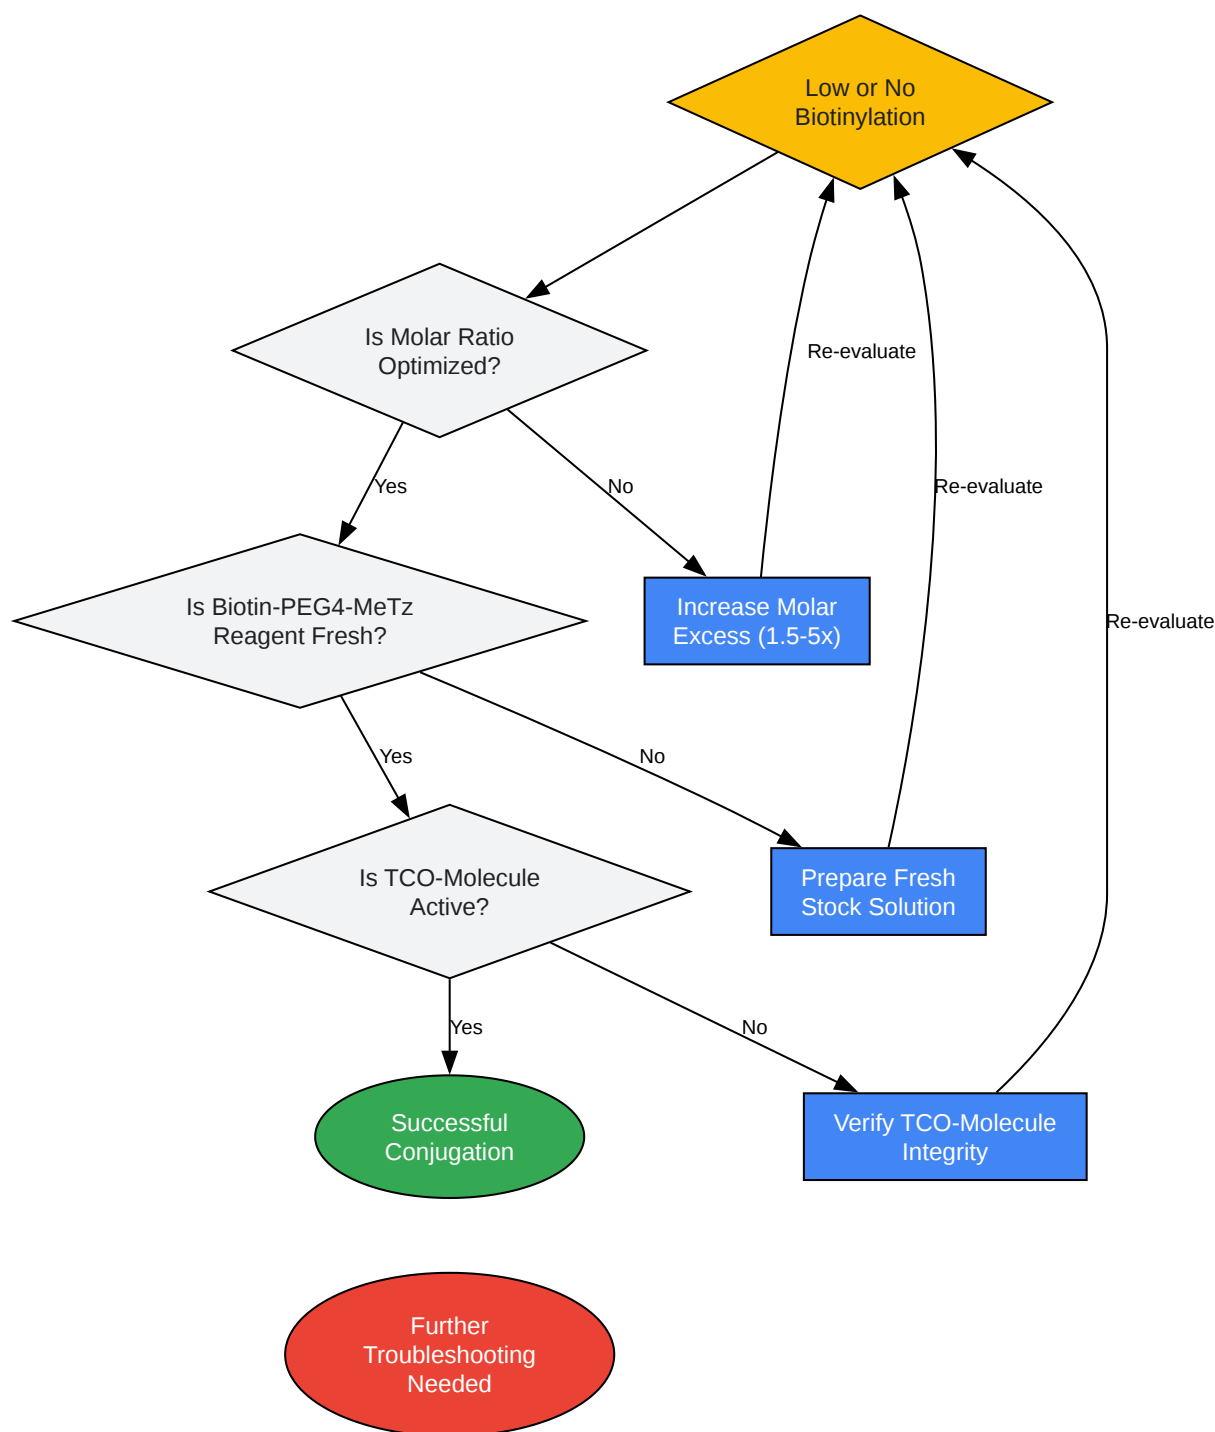 Low or No
Biotinylation
Is Molar Ratio
Optimized?
Re-evaluate
Yes
No
Re-evaluate
Is Biotin-PEG4-MeTz
Reagent Fresh?
Increase Molar
Excess (1.5-5x)
Re-evaluate
Yes
No
Is TCO-Molecule
Active?
Prepare Fresh
Stock Solution
Yes
No
Successful
Conjugation
Verify TCO-Molecule
Integrity
Further
Troubleshooting
Needed